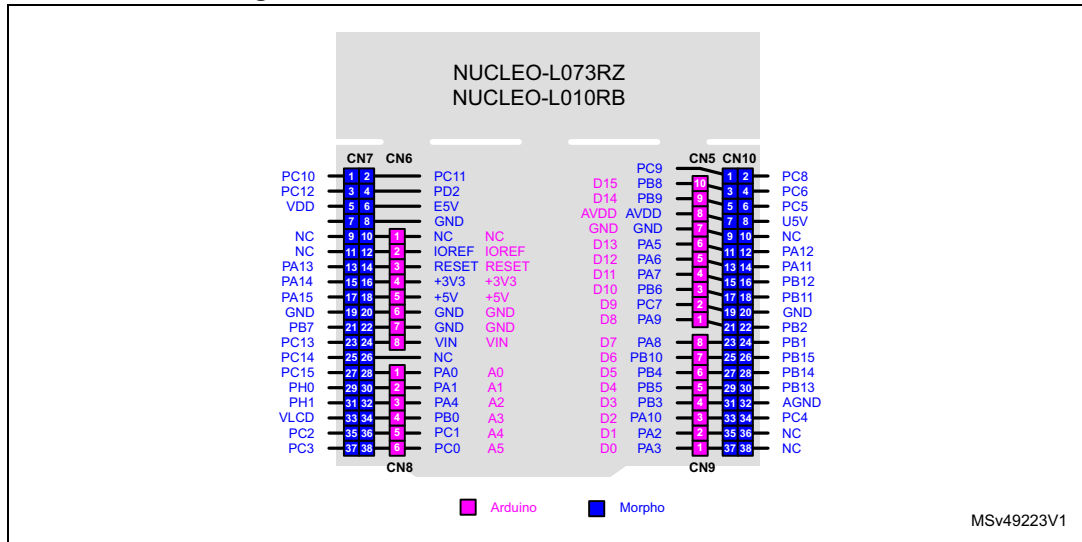 NUCLEO-L073RZ
NUCLEO-L010RB
CN7 CN6 CN5 CN10
PC9
PC10 1 2 PC11 1 2 PC8
D15 PB8 10
PC12 3 4 PD2 3 4 PC6
D14 PB9 9
VDD 5 6 E5V 5 6 PC5
AVDD AVDD 8
7 8 GND 7 8 U5V
GND GND 7
NC 9 10 1 NC NC 9 10 NC
D13 PA5 6
NC 11 12 2 IOREF IOREF 11 12 PA12
D12 PA6 5
PA13 13 14 3 RESET RESET 13 14 PA11
D11 PA7 4
PA14 15 16 4 +3V3 +3V3 15 16 PB12
D10 PB6 3
PA15 17 18 5 +5V +5V 17 18 PB11
D9 PC7 2
GND 19 20 6 GND GND 19 20 GND
D8 PA9 1
PB7 21 22 7 GND GND 21 22 PB2
PC13 23 24 8 VIN VIN D7 PA8 8 23 24 PB1
PC14 25 26 NC D6 PB10 7 25 26 PB15
PC15 27 28 1 PA0 A0 D5 PB4 6 27 28 PB14
PH0 29 30 2 PA1 A1 D4 PB5 5 29 30 PB13
PH1 31 32 3 PA4 A2 D3 PB3 4 31 32 AGND
VLCD 33 34 4 PB0 A3 D2 PA10 3 33 34 PC4
PC2 35 36 5 PC1 A4 D1 PA2 2 35 36 NC
PC3 37 38 6 PC0 A5 D0 PA3 1 37 38 NC
CN8 CN9
Arduino Morpho
MSv49223V1